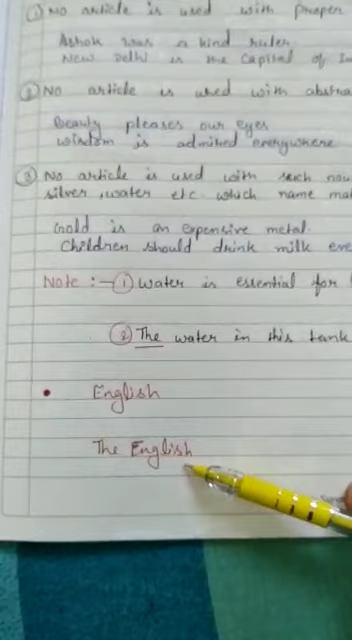 ① No article is used with proper
Ashok was a kind ruler.
New Delhi is the Capital of In
② No article is used with abstra
Beauty pleases our eyes
Wisdom is admired everywhere
③ No article is used with such nou
silver, water etc. which name ma
Gold is an expensive metal.
Children should drink milk eve
Note :- ① Water is essential for
② The water in this tank
• English
The English